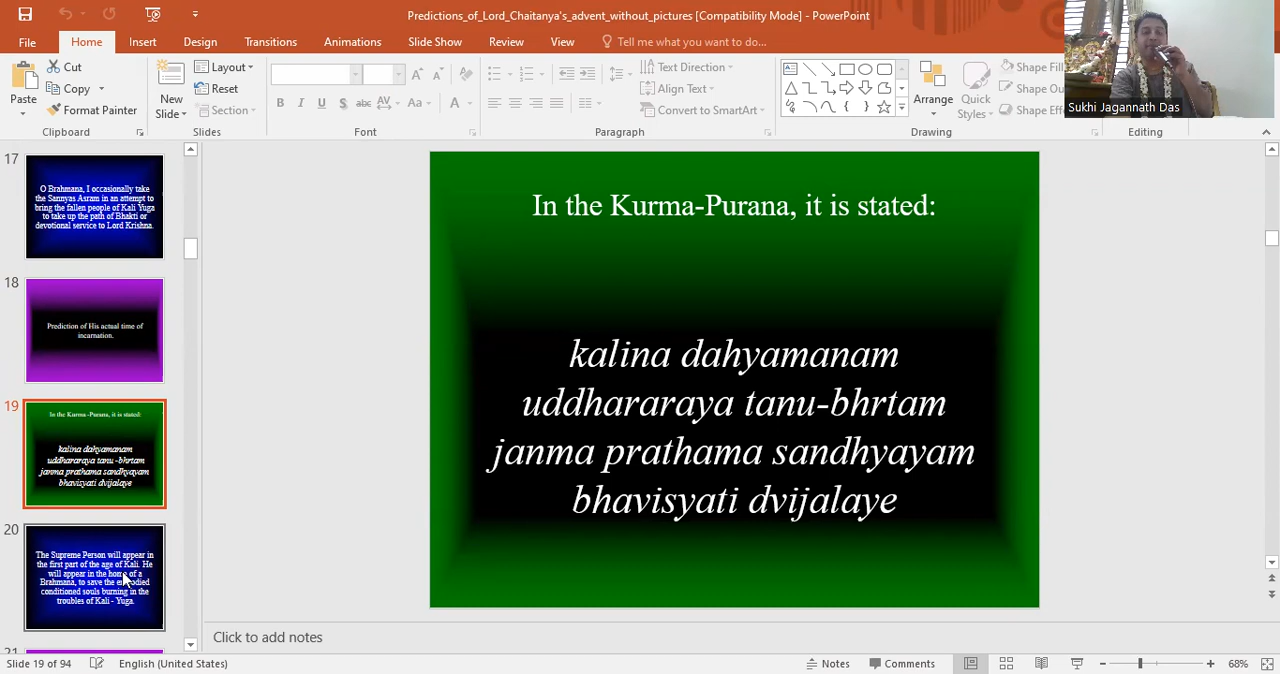 Predictions_of_Lord_Chaitanya's_advent_without_pictures [Compatibility Mode] - PowerPoint
File Home Insert Design Transitions Animations Slide Show Review View Tell me what you want to do...
Paste
Cut
Copy
Format Painter
Clipboard
New
Slide
Layout
Reset
Section
Slides
B I U S abc AV Aa A
Font
Text Direction
Align Text
Convert to SmartArt
Paragraph
Arrange
Quick
Styles
Shape Fill
Shape Ou
Shape Effe
Drawing
Editing
Sukhi Jagannath Das
17
O Brahmana, I occasionally take
the Sannyas Asram in an attempt to
bring the fallen people of Kali Yuga
to take up the path of Bhakti or
devotional service to Lord Krishna.
18
Prediction of His actual time of
incarnation.
19
In the Kurma -Purana, it is stated:
kalina dahyamanam
uddhararaya tanu -bhrtam
janma prathama sandhyayam
bhavisyati dvijalaye
20
The Supreme Person will appear in
the first part of the age of Kali. He
will appear in the home of a
Brahmana, to save the embodied
conditioned souls burning in the
troubles of Kali - Yuga.
21
In the Kurma-Purana, it is stated:
kalina dahyamanam
uddhararaya tanu-bhrtam
janma prathama sandhyayam
bhavisyati dvijalaye
Click to add notes
Slide 19 of 94 English (United States) Notes Comments 68%